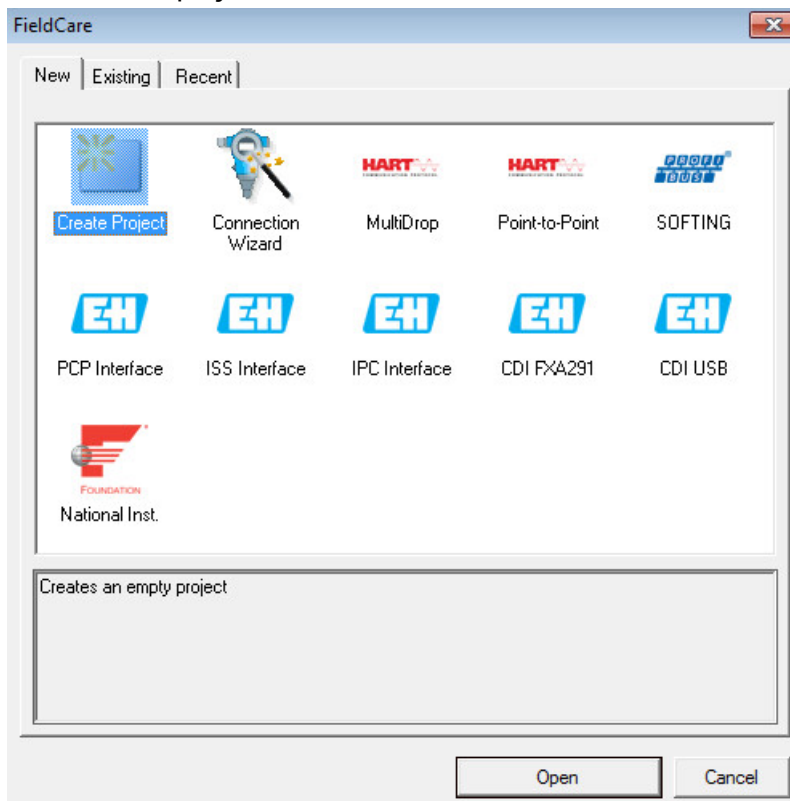 FieldCare
New Existing Recent
HART HART PROFI
BUS
Create Project Connection Wizard MultiDrop Point-to-Point SOFTING
EH EH EH EH EH
PCP Interface ISS Interface IPC Interface CDI FXA291 CDI USB
FOUNDATION
National Inst.
Creates an empty project
Open Cancel